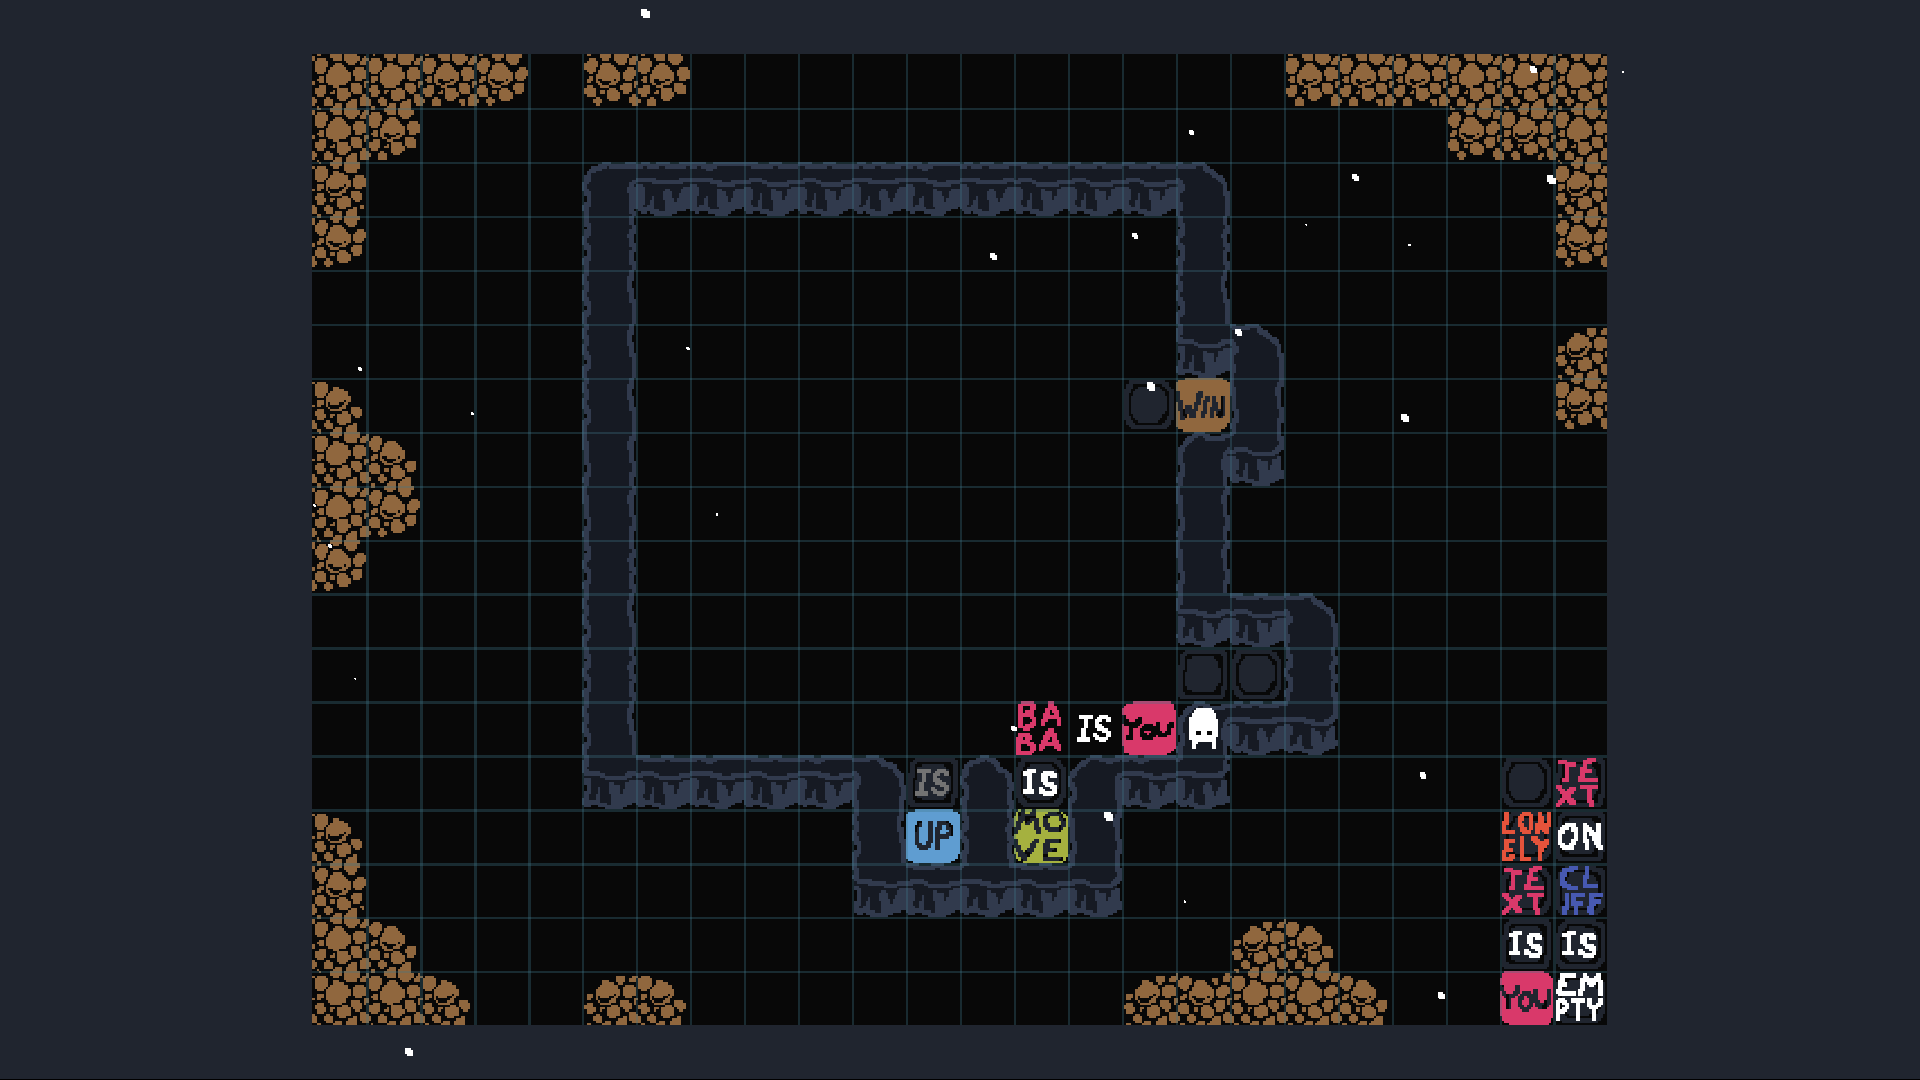 WIN
BABA IS YOU
IS IS TEXT
UP MOVE LONELY ON
TEXT CLIFF
IS IS
YOU EMPTY